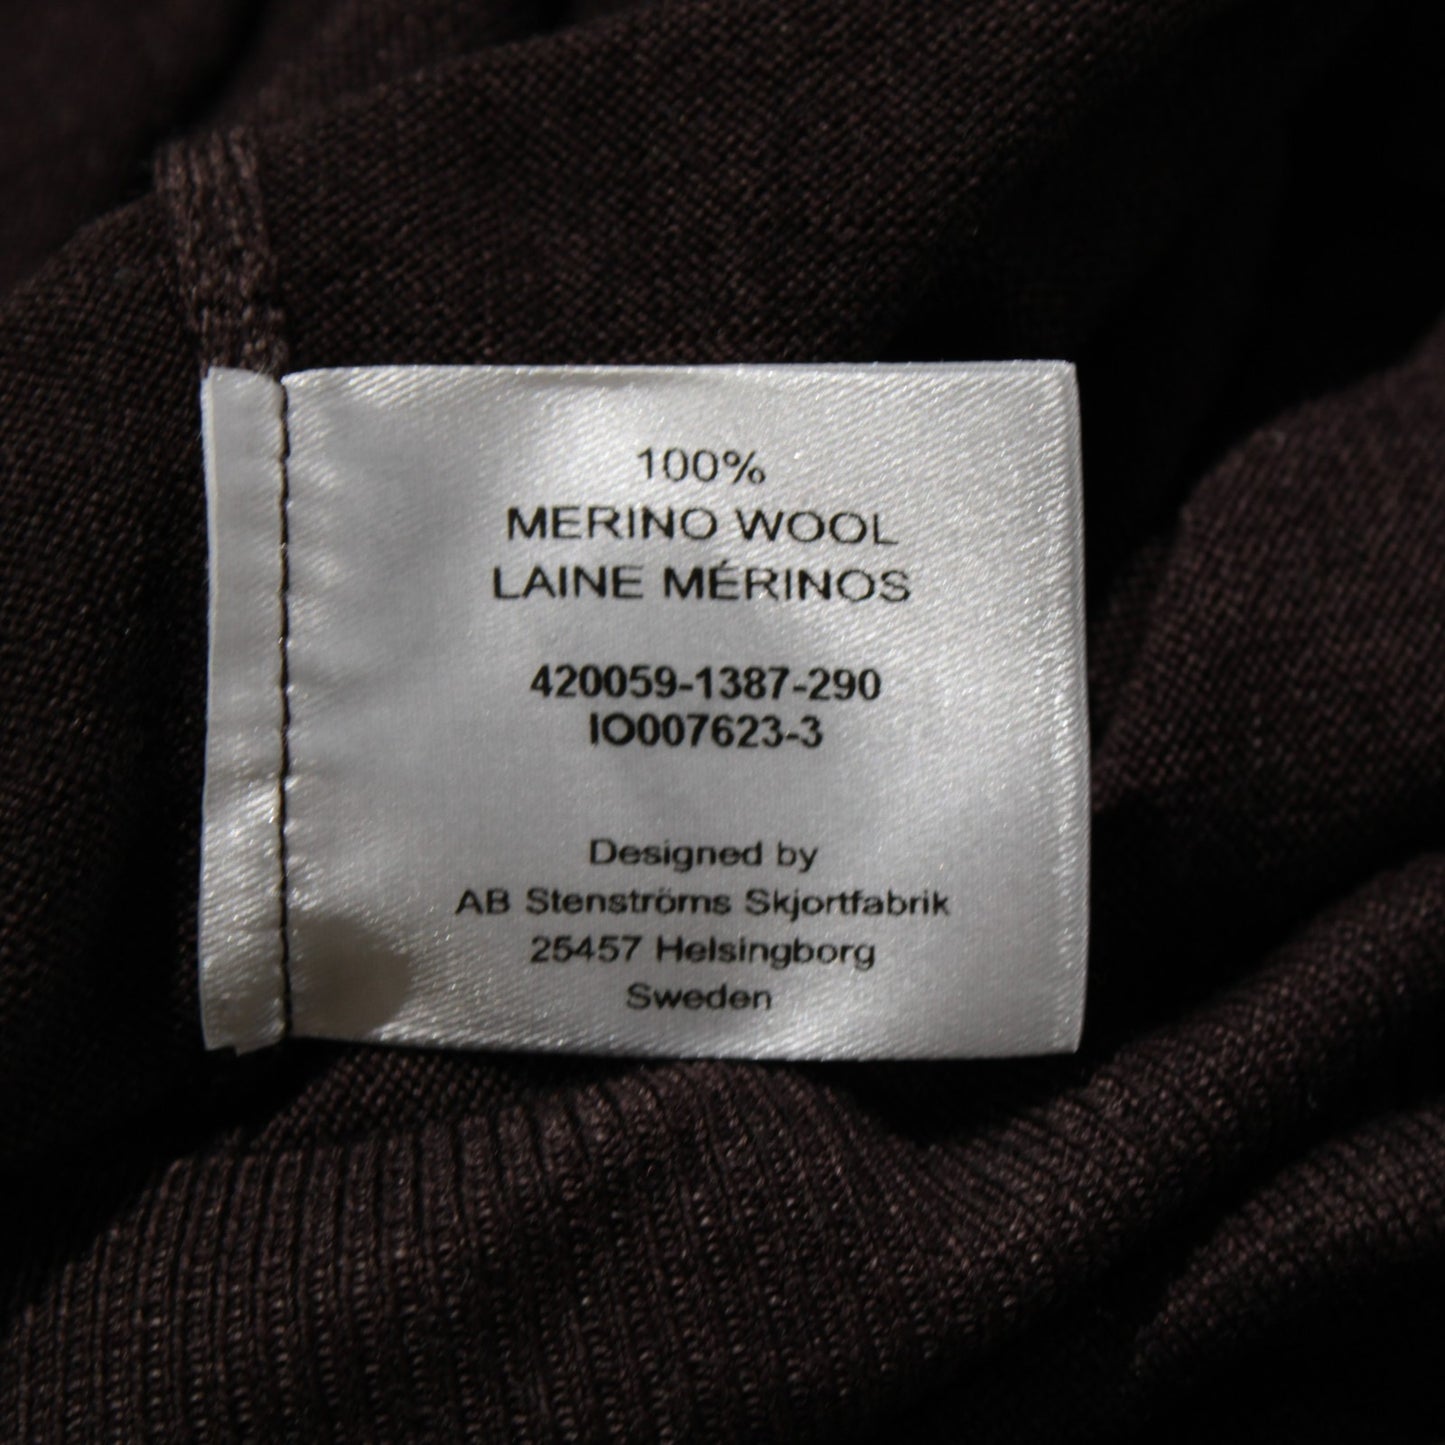 100%
MERINO WOOL
LAINE MÉRINOS
420059-1387-290
IO007623-3
Designed by
AB Stenströms Skjortfabrik
25457 Helsingborg
Sweden